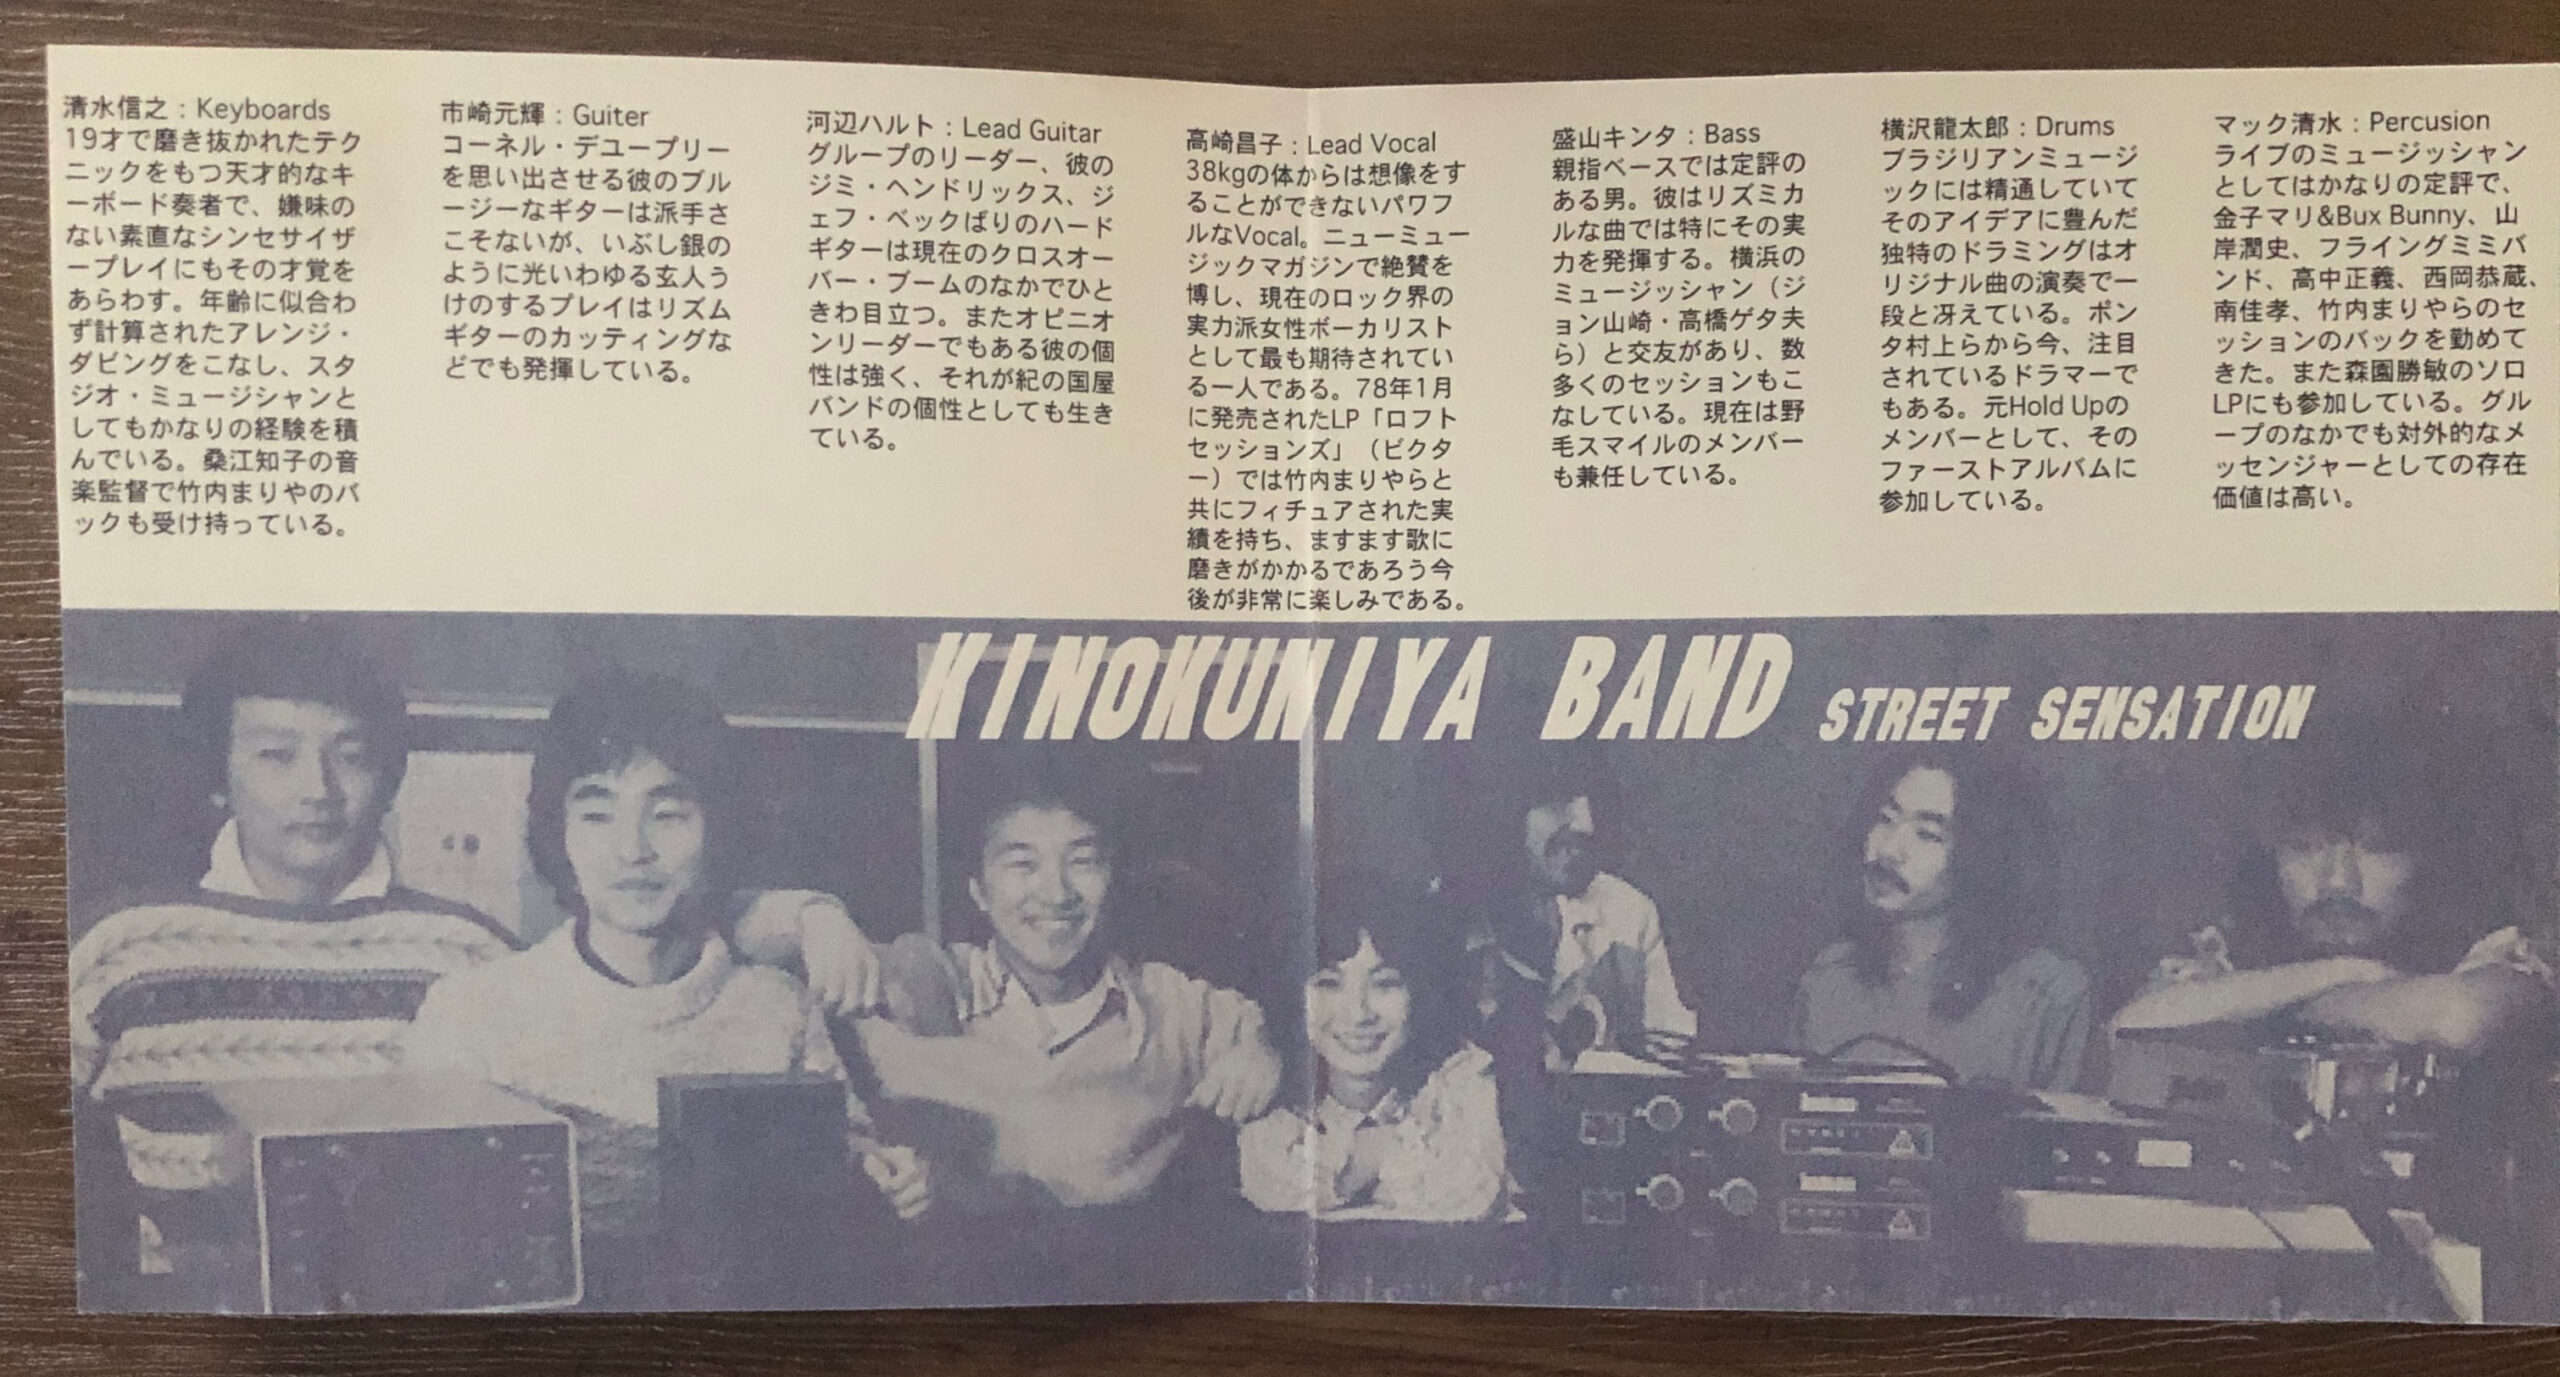 清水信之：Keyboards
19才で磨き抜かれたテク
ニックをもつ天才的なキ
ーボード奏者で、嫌味の
ない素直なシンセサイザ
ープレイにもその才覚を
あらわす。年齢に似合わ
ず計算されたアレンジ・
ダビングをこなし、スタ
ジオ・ミュージシャンと
してもかなりの経験を積
んでいる。桑江知子の音
楽監督で竹内まりやのバ
ックも受け持っている。
市崎元輝：Guiter
コーネル・デュープリー
を思い出させる彼のブル
ージーなギターは派手さ
こそないが、いぶし銀の
ように光いわゆる玄人う
けのするプレイはリズム
ギターのカッティングな
どでも発揮している。
河辺ハルト：Lead Guitar
グループのリーダー、彼の
ジミ・ヘンドリックス、ジ
ェフ・ベックばりのハード
ギターは現在のクロスオー
バー・ブームのなかでひと
きわ目立つ。またオピニオ
ンリーダーでもある彼の個
性は強く、それが紀の国屋
バンドの個性としても生き
ている。
高崎昌子：Lead Vocal
38kgの体からは想像をす
ることができないパワフ
ルなVocal。ニューミュー
ジックマガジンで絶賛を
博し、現在のロック界の
実力派女性ボーカリスト
として最も期待されてい
る一人である。78年1月
に発売されたLP「ロフト
セッションズ」（ビクタ
ー）では竹内まりやらと
共にフィチュアされた実
績を持ち、ますます歌に
磨きがかかるであろう今
後が非常に楽しみである。
盛山キンタ：Bass
親指ベースでは定評の
ある男。彼はリズミカ
ルな曲では特にその実
力を発揮する。横浜の
ミュージッシャン（ジ
ョン山崎・高橋ゲタ夫
ら）と交友があり、数
多くのセッションもこ
なしている。現在は野
毛スマイルのメンバー
も兼任している。
横沢龍太郎：Drums
ブラジリアンミュージ
ックには精通していて
そのアイデアに豊んだ
独特のドラミングはオ
リジナル曲の演奏で一
段と冴えている。ポン
タ村上らから今、注目
されているドラマーで
もある。元Hold Upの
メンバーとして、その
ファーストアルバムに
参加している。
マック清水：Percusion
ライブのミュージッシャン
としてはかなりの定評で、
金子マリ&Bux Bunny、山
岸潤史、フライングミミバ
ンド、高中正義、西岡恭蔵、
南佳孝、竹内まりやらのセ
ッションのバックを勤めて
きた。また森園勝敏のソロ
LPにも参加している。グル
ープのなかでも対外的なメ
ッセンジャーとしての存在
価値は高い。
KINOKUNIYA BAND STREET SENSATION